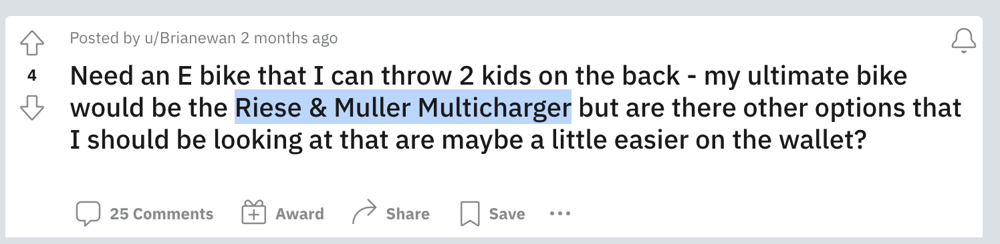 Posted by u/Brianewan 2 months ago
4
Need an E bike that I can throw 2 kids on the back - my ultimate bike
would be the Riese & Muller Multicharger but are there other options that
I should be looking at that are maybe a little easier on the wallet?
25 Comments Award Share Save ...